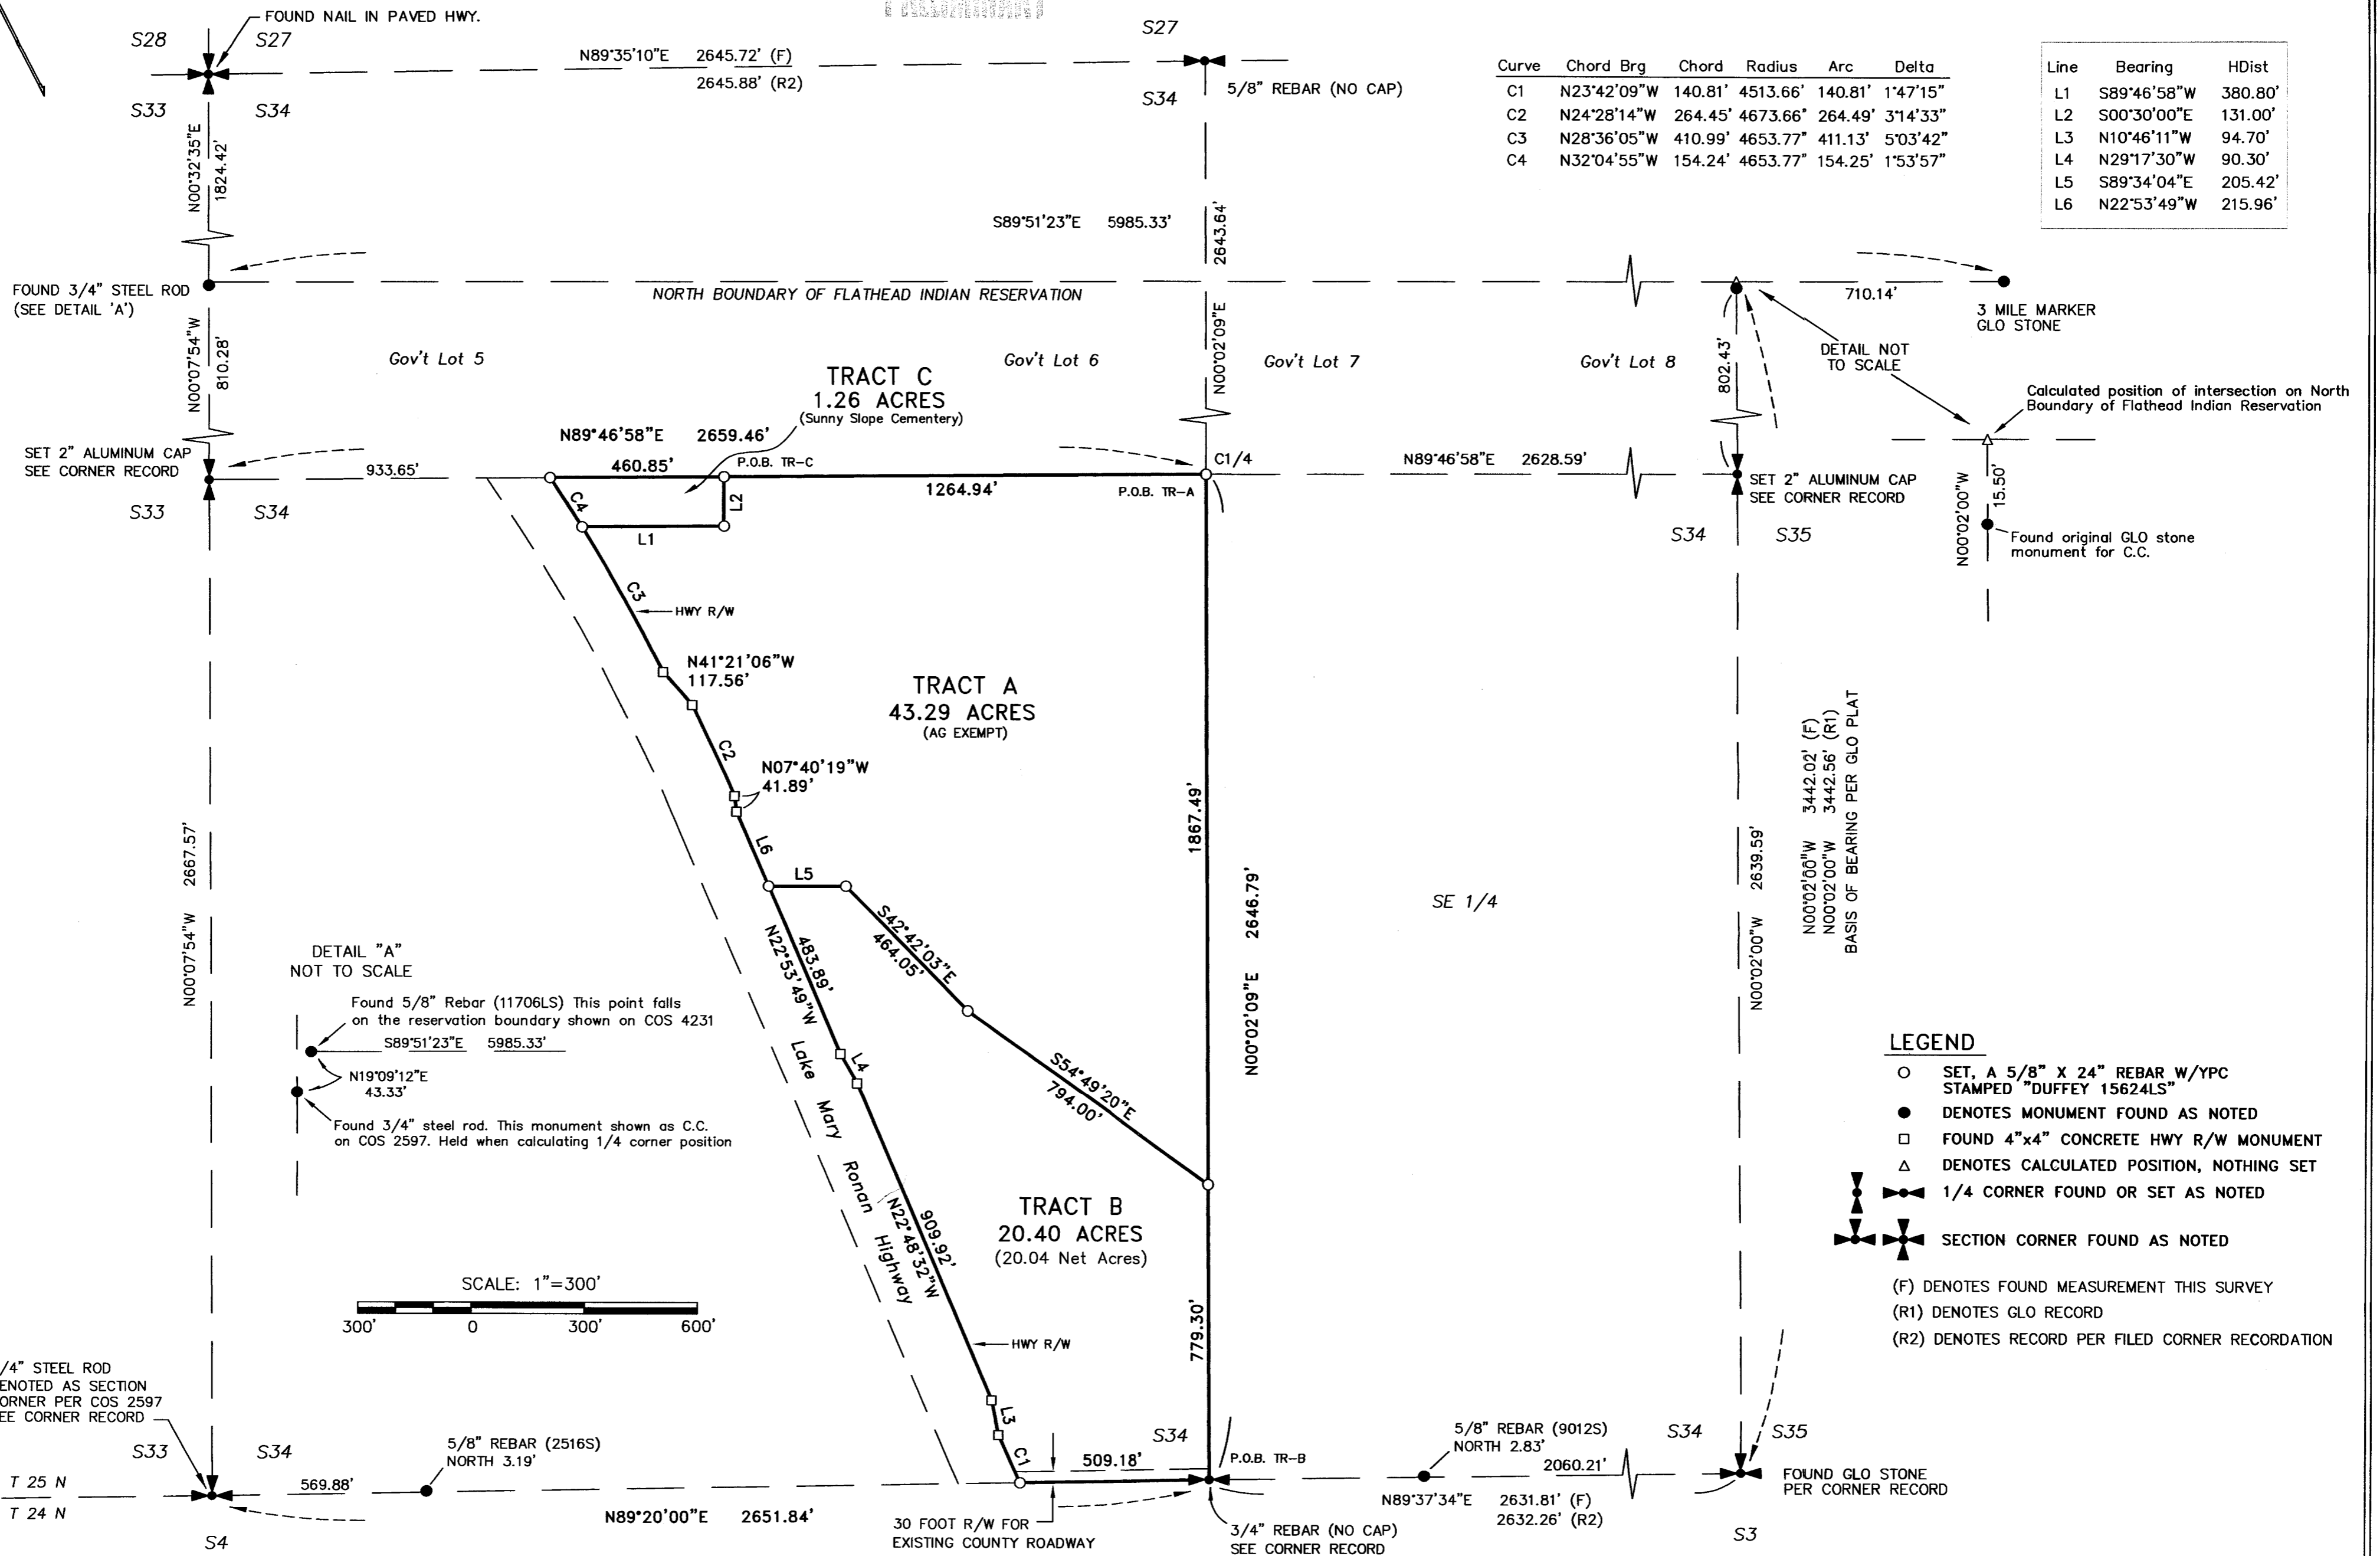 FOUND NAIL IN PAVED HWY.
S28
S27
S27
N89°35'10"E 2645.72' (F)
2645.88' (R2)
S33
S34
S34
5/8" REBAR (NO CAP)
Curve Chord Brg Chord Radius Arc Delta
C1 N23°42'09"W 140.81' 4513.66' 140.81' 1°47'15"
C2 N24°28'14"W 264.45' 4673.66' 264.49' 3°14'33"
C3 N28°36'05"W 410.99' 4653.77" 411.13' 5°03'42"
C4 N32°04'55"W 154.24' 4653.77" 154.25' 1°53'57"
Line Bearing HDist
L1 S89°46'58"W 380.80'
L2 S00°30'00"E 131.00'
L3 N10°46'11"W 94.70'
L4 N29°17'30"W 90.30'
L5 S89°34'04"E 205.42'
L6 N22°53'49"W 215.96'
N00°32'35"E
1824.42'
S89°51'23"E 5985.33'
2643.64'
N00°02'09"E
FOUND 3/4" STEEL ROD
(SEE DETAIL 'A')
NORTH BOUNDARY OF FLATHEAD INDIAN RESERVATION
710.14'
3 MILE MARKER
GLO STONE
N00°07'54"W
810.28'
Gov't Lot 5
Gov't Lot 6
Gov't Lot 7
Gov't Lot 8
802.43'
DETAIL NOT
TO SCALE
Calculated position of intersection on North
Boundary of Flathead Indian Reservation
N00°02'00"W
15.50'
Found original GLO stone
monument for C.C.
TRACT C
1.26 ACRES
(Sunny Slope Cementery)
SET 2" ALUMINUM CAP
SEE CORNER RECORD
933.65'
N89°46'58"E 2659.46'
460.85'
P.O.B. TR-C
1264.94'
P.O.B. TR-A
C1/4
N89°46'58"E 2628.59'
SET 2" ALUMINUM CAP
SEE CORNER RECORD
S33
S34
S34
S35
C4
L2
L1
C3
HWY R/W
N41°21'06"W
117.56'
TRACT A
43.29 ACRES
(AG EXEMPT)
C2
N07°40'19"W
41.89'
L6
L5
1867.49'
N00°02'09"E 2646.79'
SE 1/4
N00°02'00"W 2639.59'
N00°02'00"W 3442.02' (F)
N00°02'00"W 3442.56' (R1)
BASIS OF BEARING PER GLO PLAT
N00°07'54"W 2667.57'
S42°42'03"E
464.05'
483.89'
N22°53'49"W
L4
S54°49'20"E
794.00'
DETAIL "A"
NOT TO SCALE
Found 5/8" Rebar (11706LS) This point falls
on the reservation boundary shown on COS 4231
S89°51'23"E 5985.33'
N19°09'12"E
43.33'
Found 3/4" steel rod. This monument shown as C.C.
on COS 2597. Held when calculating 1/4 corner position
Lake Mary Ronan Highway
909.92'
N22°48'32"W
TRACT B
20.40 ACRES
(20.04 Net Acres)
779.30'
HWY R/W
L3
C1
LEGEND
SET, A 5/8" X 24" REBAR W/YPC
STAMPED "DUFFEY 15624LS"
DENOTES MONUMENT FOUND AS NOTED
FOUND 4"x4" CONCRETE HWY R/W MONUMENT
DENOTES CALCULATED POSITION, NOTHING SET
1/4 CORNER FOUND OR SET AS NOTED
SECTION CORNER FOUND AS NOTED
(F) DENOTES FOUND MEASUREMENT THIS SURVEY
(R1) DENOTES GLO RECORD
(R2) DENOTES RECORD PER FILED CORNER RECORDATION
SCALE: 1"=300'
300' 0 300' 600'
/4" STEEL ROD
ENOTED AS SECTION
ORNER PER COS 2597
EE CORNER RECORD
S33
S34
5/8" REBAR (2516S)
NORTH 3.19'
569.88'
T 25 N
T 24 N
S4
N89°20'00"E 2651.84'
30 FOOT R/W FOR
EXISTING COUNTY ROADWAY
509.18'
S34
P.O.B. TR-B
3/4" REBAR (NO CAP)
SEE CORNER RECORD
5/8" REBAR (9012S)
NORTH 2.83'
2060.21'
N89°37'34"E 2631.81' (F)
2632.26' (R2)
S34
S35
FOUND GLO STONE
PER CORNER RECORD
S3